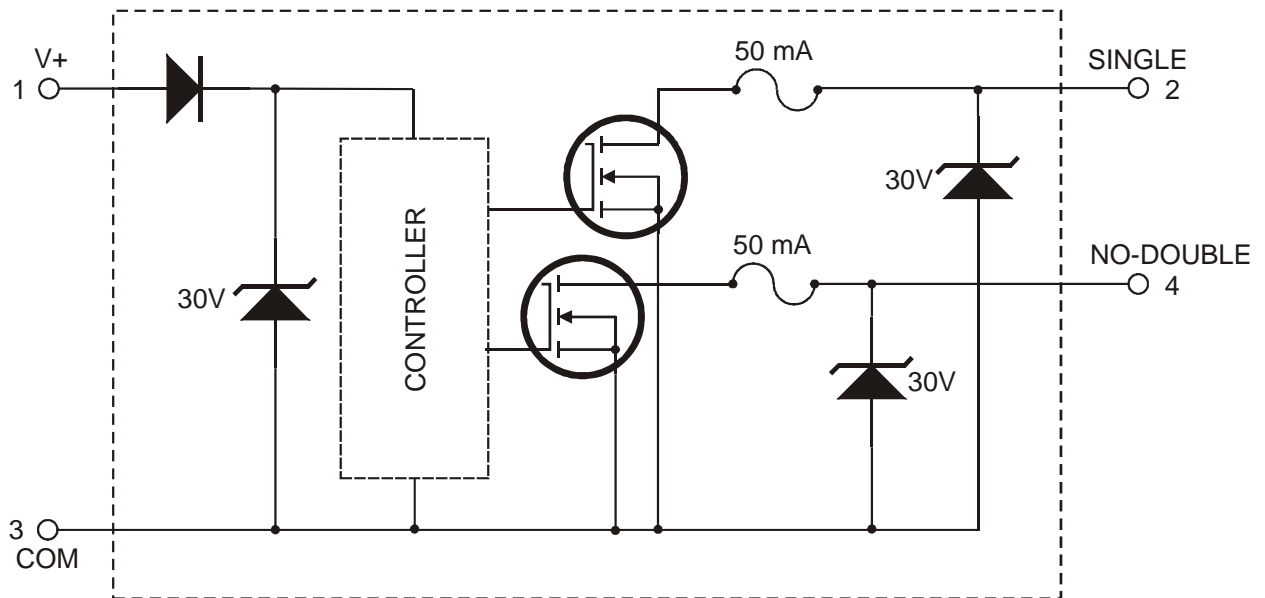 V+
1
50 mA
SINGLE
2
30V
50 mA
NO-DOUBLE
4
30V
CONTROLLER
30V
3
COM